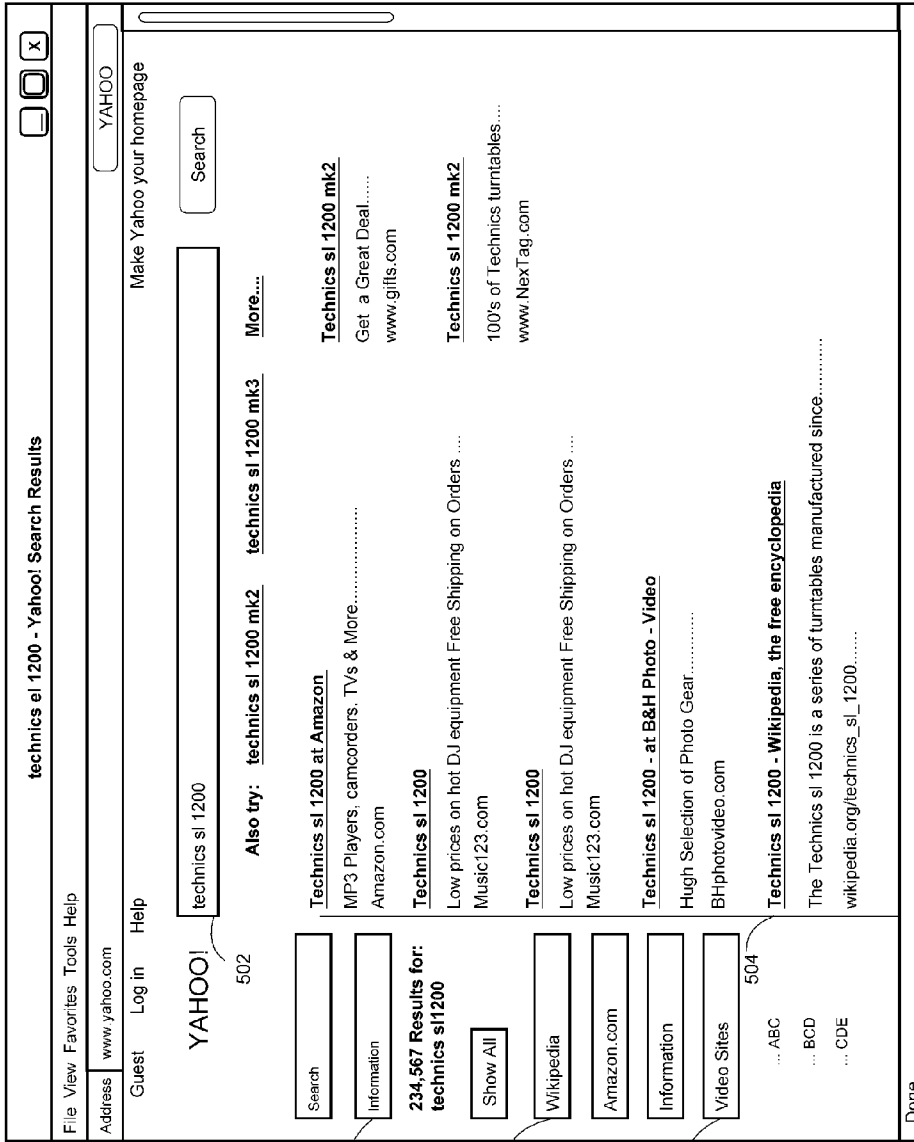 technics el 1200 - Yahoo! Search Results
_ x
File View Favorites Tools Help
Address www.yahoo.com YAHOO
Guest Log in Help Make Yahoo your homepage
YAHOO! technics sl 1200 Search
502
Also try: technics sl 1200 mk2 technics sl 1200 mk3 More....
Search
Information
234,567 Results for:
technics sl1200
Show All
Wikipedia
Amazon.com
Information
Video Sites
504
... ABC
... BCD
... CDE
Technics sl 1200 at Amazon
MP3 Players, camcorders. TVs & More.....................
Amazon.com
Technics sl 1200
Low prices on hot DJ equipment Free Shipping on Orders ....
Music123.com
Technics sl 1200
Low prices on hot DJ equipment Free Shipping on Orders ....
Music123.com
Technics sl 1200 - at B&H Photo - Video
Hugh Selection of Photo Gear............
BHphotovideo.com
Technics sl 1200 - Wikipedia, the free encyclopedia
The Technics sl 1200 is a series of turntables manufactured since.............
wikipedia.org/technics_sl_1200.......
Technics sl 1200 mk2
Get a Great Deal......
www.gifts.com
Technics sl 1200 mk2
100's of Technics turntables....
www.NexTag.com
Done